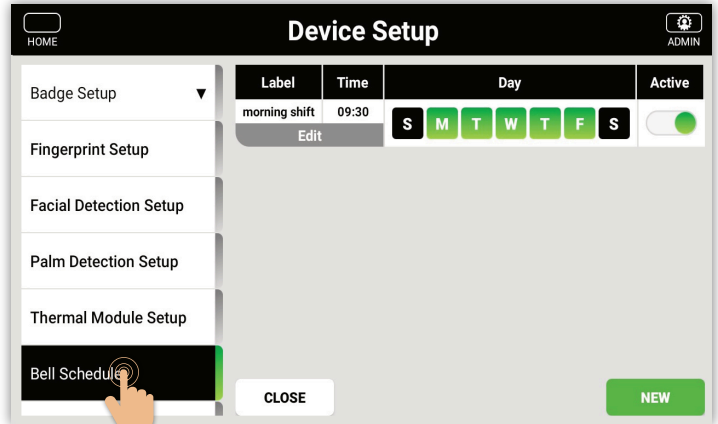 HOME
Device Setup
ADMIN
Badge Setup ▼
Fingerprint Setup
Facial Detection Setup
Palm Detection Setup
Thermal Module Setup
Bell Schedule
Label Time Day Active
morning shift 09:30 S M T W T F S
Edit
CLOSE
NEW